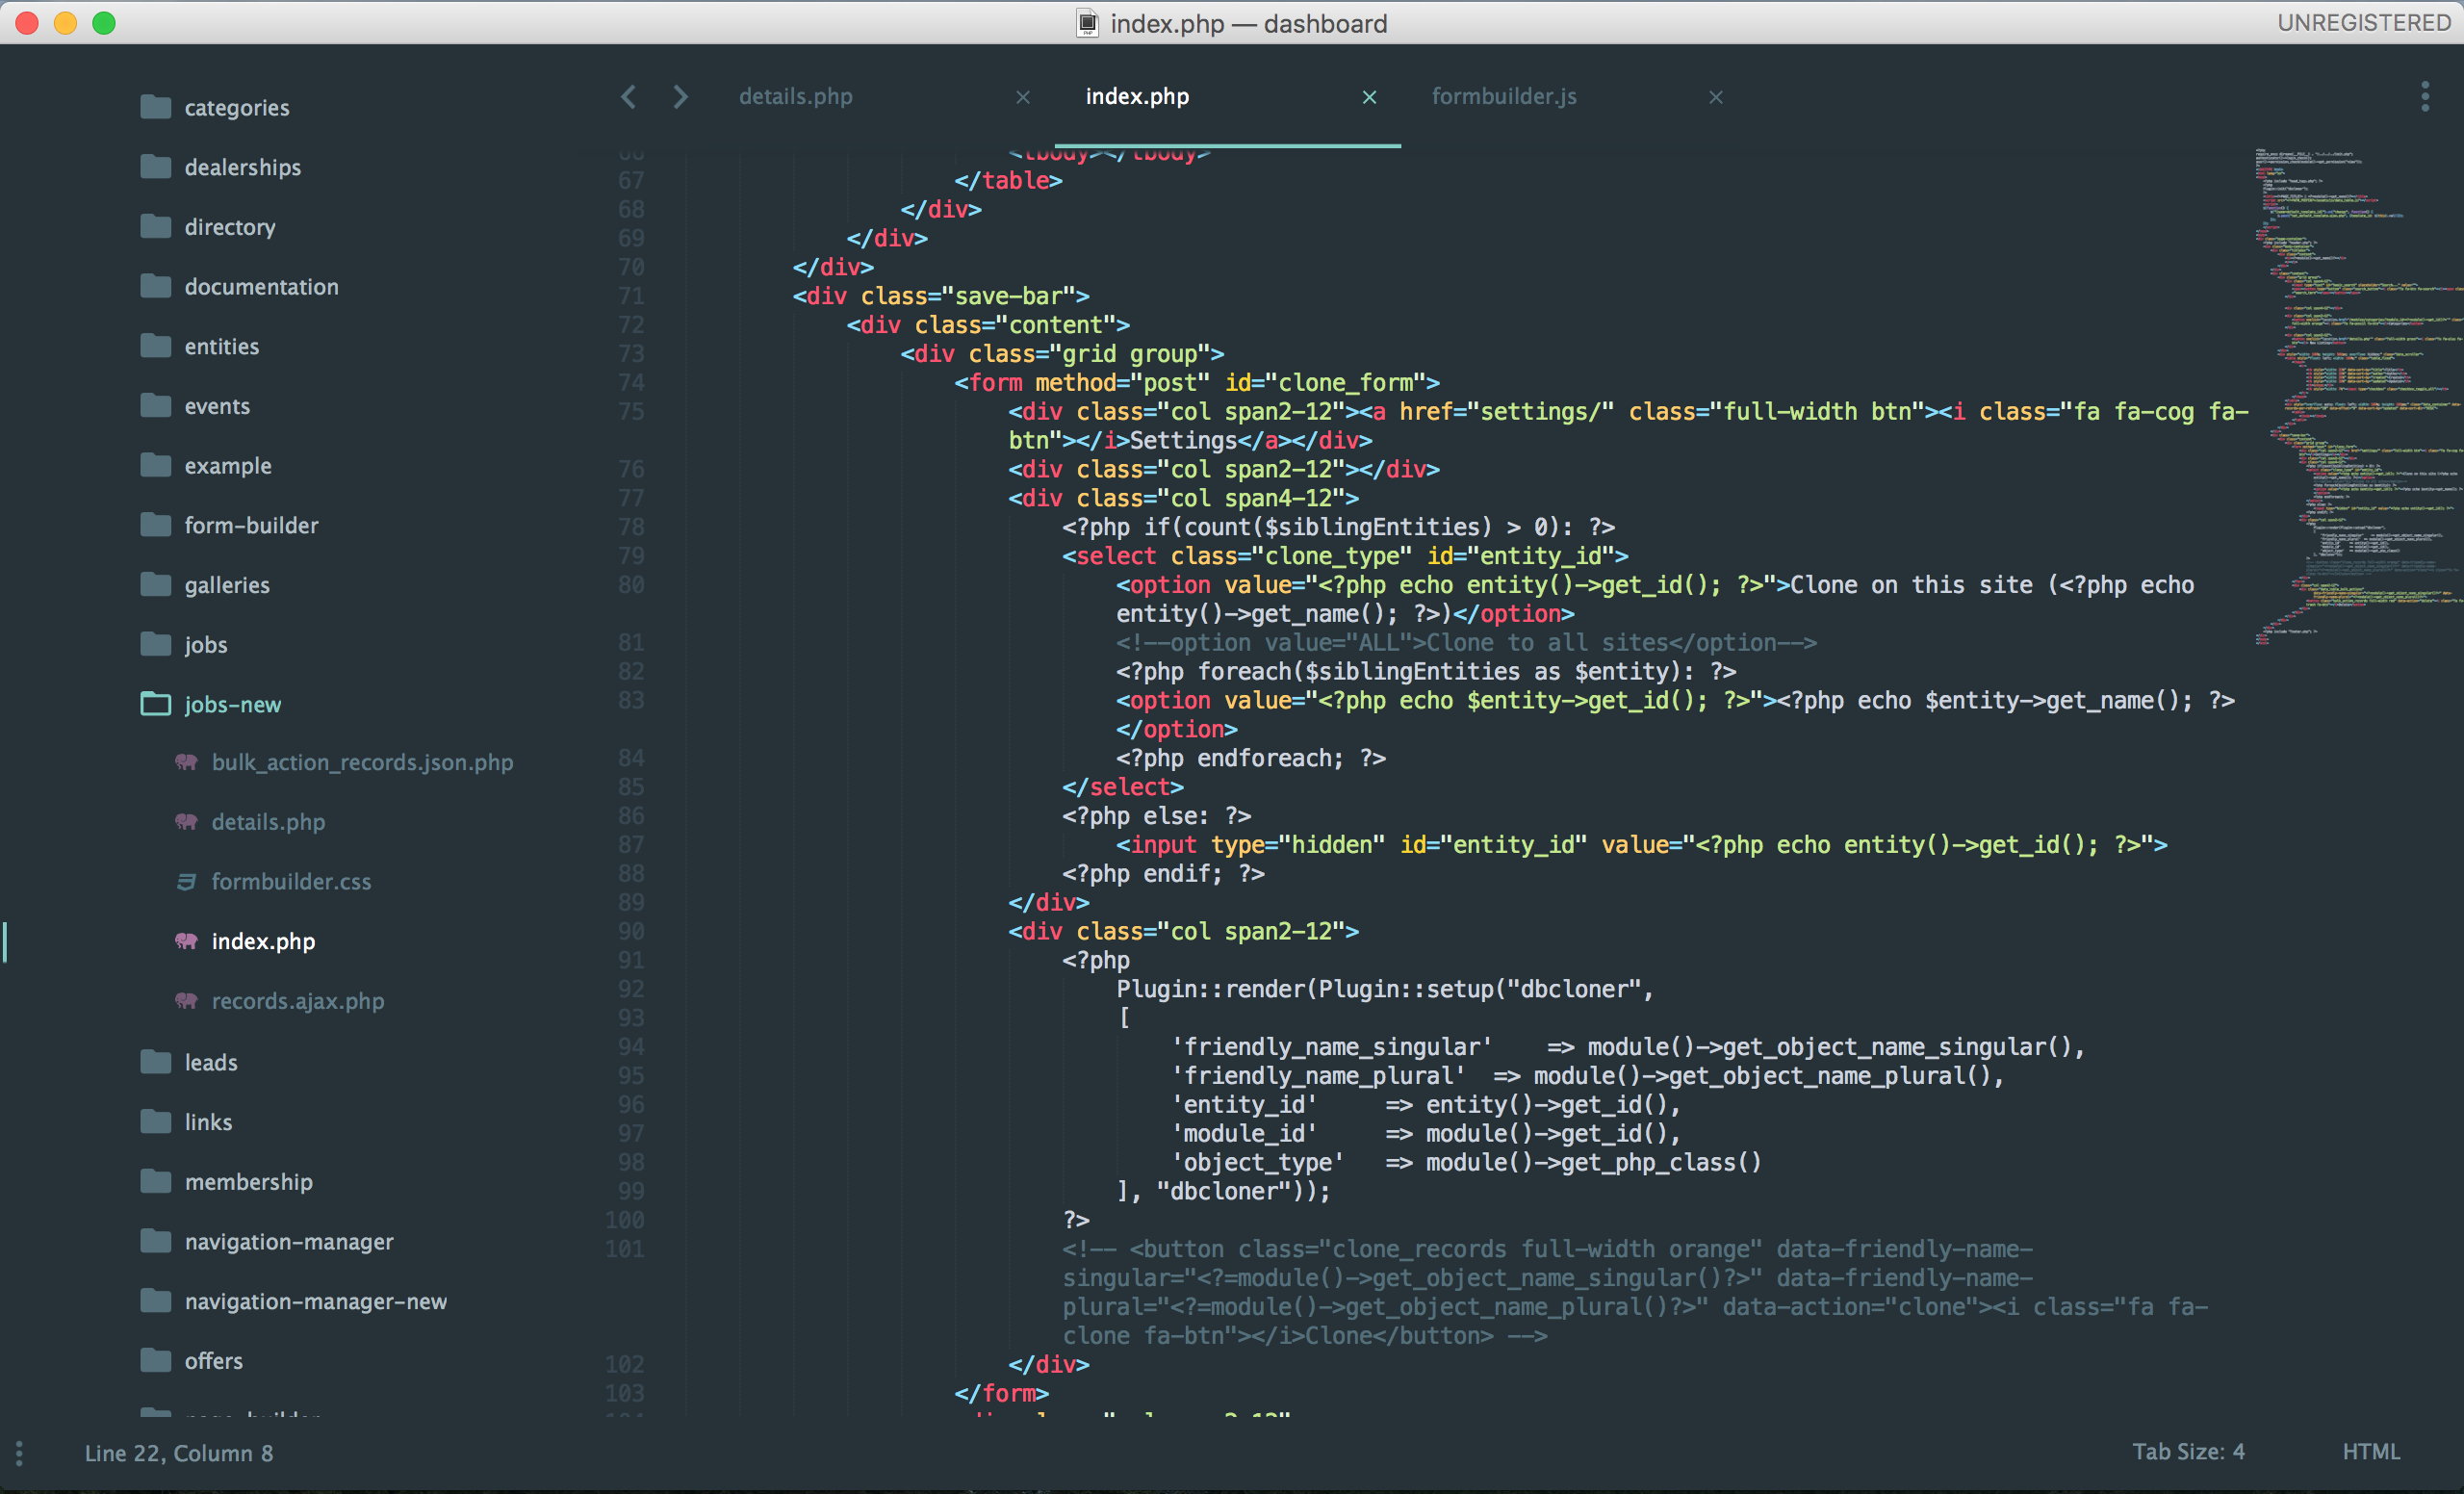 index.php — dashboard
UNREGISTERED
categories
dealerships
directory
documentation
entities
events
example
form-builder
galleries
jobs
jobs-new
bulk_action_records.json.php
details.php
formbuilder.css
index.php
records.ajax.php
leads
links
membership
navigation-manager
navigation-manager-new
offers
details.php
index.php
formbuilder.js
66 <tbody></tbody>
67 </table>
68 </div>
69 </div>
70 </div>
71 <div class="save-bar">
72 <div class="content">
73 <div class="grid group">
74 <form method="post" id="clone_form">
75 <div class="col span2-12"><a href="settings/" class="full-width btn"><i class="fa fa-cog fa-
btn"></i>Settings</a></div>
76 <div class="col span2-12"></div>
77 <div class="col span4-12">
78 <?php if(count($siblingEntities) > 0): ?>
79 <select class="clone_type" id="entity_id">
80 <option value="<?php echo entity()->get_id(); ?>">Clone on this site (<?php echo
entity()->get_name(); ?>)</option>
81 <!--option value="ALL">Clone to all sites</option-->
82 <?php foreach($siblingEntities as $entity): ?>
83 <option value="<?php echo $entity->get_id(); ?>"><?php echo $entity->get_name(); ?>
</option>
84 <?php endforeach; ?>
85 </select>
86 <?php else: ?>
87 <input type="hidden" id="entity_id" value="<?php echo entity()->get_id(); ?>">
88 <?php endif; ?>
89 </div>
90 <div class="col span2-12">
91 <?php
92 Plugin::render(Plugin::setup("dbcloner",
93 [
94 'friendly_name_singular' => module()->get_object_name_singular(),
95 'friendly_name_plural' => module()->get_object_name_plural(),
96 'entity_id' => entity()->get_id(),
97 'module_id' => module()->get_id(),
98 'object_type' => module()->get_php_class()
99 ], "dbcloner"));
100 ?>
101 <!-- <button class="clone_records full-width orange" data-friendly-name-
singular="<?=module()->get_object_name_singular()?>" data-friendly-name-
plural="<?=module()->get_object_name_plural()?>" data-action="clone"><i class="fa fa-
clone fa-btn"></i>Clone</button> -->
102 </div>
103 </form>
Line 22, Column 8
Tab Size: 4
HTML